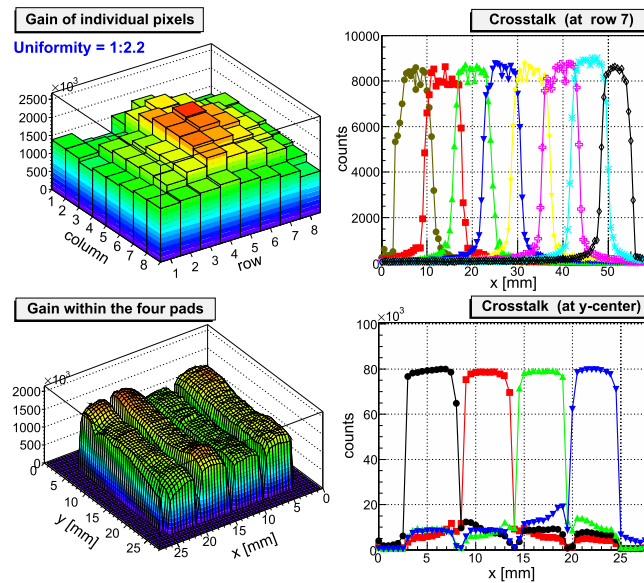 Gain of individual pixels
Uniformity = 1:2.2
×10³
2500
2000
1500
1000
500
0
1 2 3 4 5 6 7 8
column
1 2 3 4 5 6 7 8
row
Crosstalk (at row 7)
10000
8000
6000
4000
2000
0
counts
0 10 20 30 40 50
x [mm]
Gain within the four pads
×10³
2000
1500
1000
500
0
0 5 10 15 20 25
y [mm]
25 20 15 10 5 0
x [mm]
Crosstalk (at y-center)
×10³
100
80
60
40
20
0
counts
0 5 10 15 20 25
x [mm]